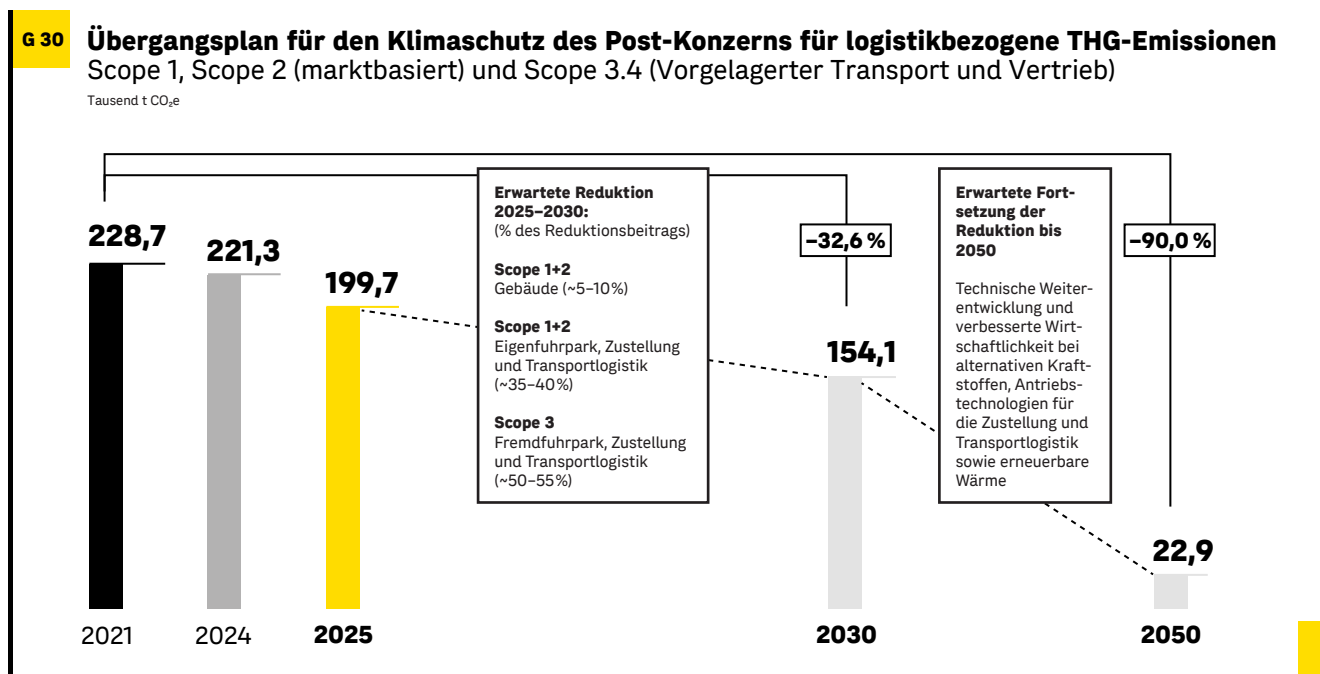 G 30
Übergangsplan für den Klimaschutz des Post-Konzerns für logistikbezogene THG-Emissionen
Scope 1, Scope 2 (marktbasiert) und Scope 3.4 (Vorgelagerter Transport und Vertrieb)
Tausend t CO₂e
228,7
221,3
199,7
Erwartete Reduktion
2025–2030:
(% des Reduktionsbeitrags)
Scope 1+2
Gebäude (~5–10%)
Scope 1+2
Eigenfuhrpark, Zustellung
und Transportlogistik
(~35–40%)
Scope 3
Fremdfuhrpark, Zustellung
und Transportlogistik
(~50–55%)
–32,6 %
154,1
Erwartete Fort-
setzung der
Reduktion bis
2050
Technische Weiter-
entwicklung und
verbesserte Wirt-
schaftlichkeit bei
alternativen Kraft-
stoffen, Antriebs-
technologien für
die Zustellung und
Transportlogistik
sowie erneuerbare
Wärme
–90,0 %
22,9
2021
2024
2025
2030
2050